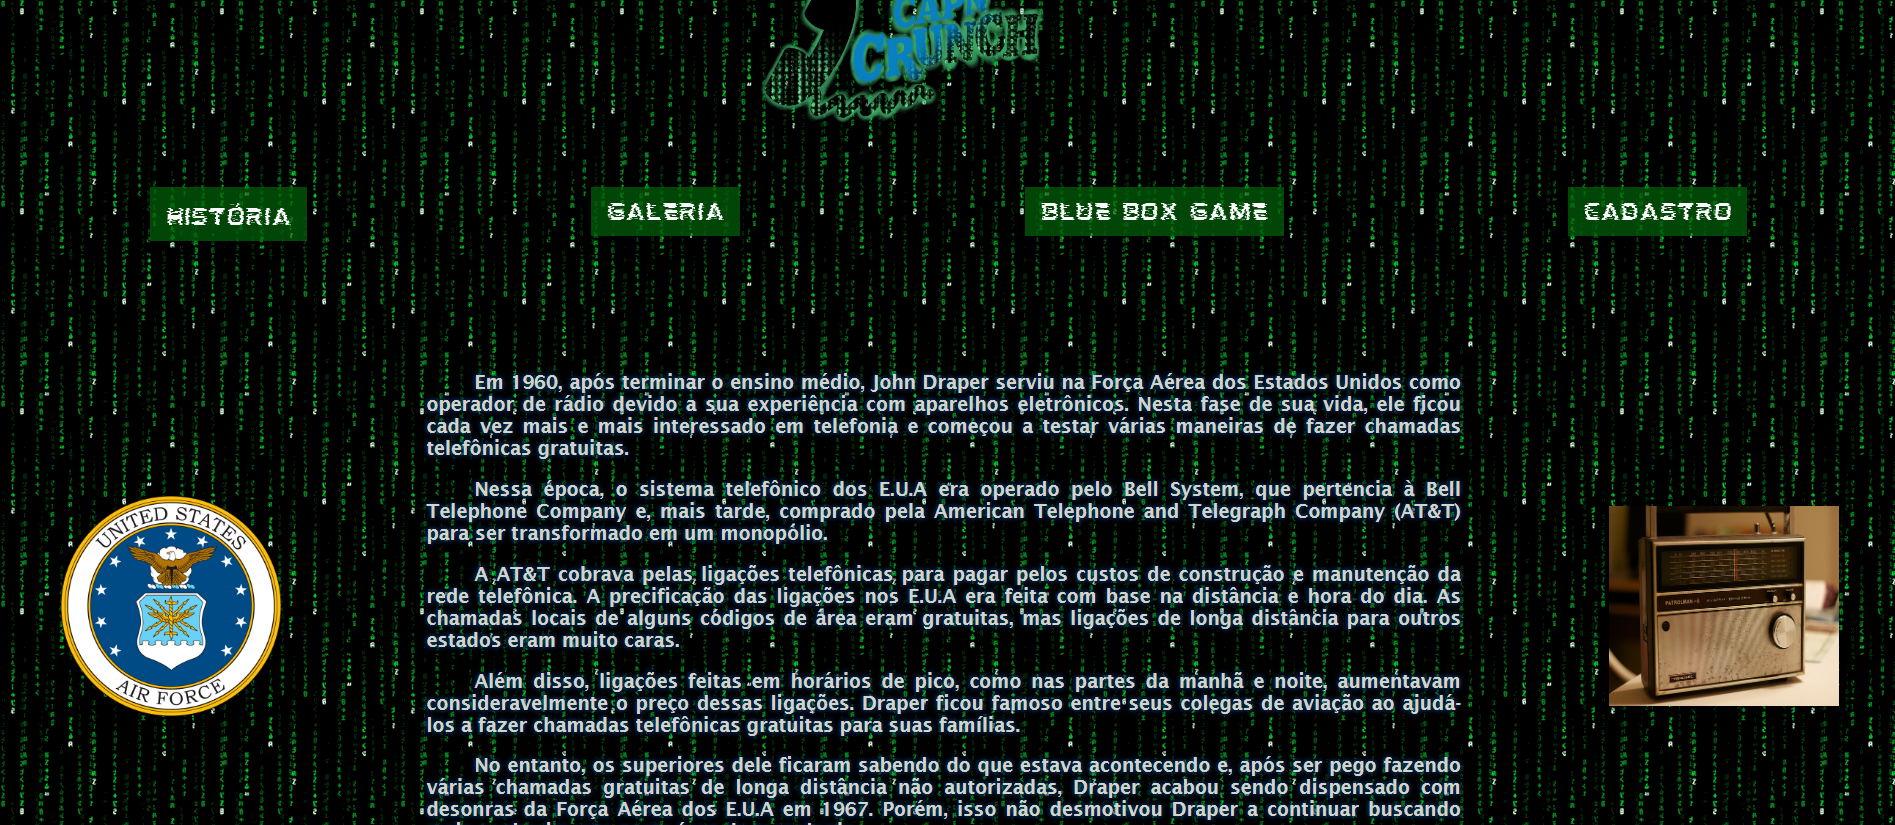 CAP'N
CRUNCH
HISTÓRIA
GALERIA
BLUE BOX GAME
CADASTRO
Em 1960, após terminar o ensino médio, John Draper serviu na Força Aérea dos Estados Unidos como
operador de rádio devido a sua experiência com aparelhos eletrônicos. Nesta fase de sua vida, ele ficou
cada vez mais e mais interessado em telefonia e começou a testar várias maneiras de fazer chamadas
telefônicas gratuitas.
Nessa época, o sistema telefônico dos E.U.A era operado pelo Bell System, que pertencia à Bell
Telephone Company e, mais tarde, comprado pela American Telephone and Telegraph Company (AT&T)
para ser transformado em um monopólio.
A AT&T cobrava pelas ligações telefônicas para pagar pelos custos de construção e manutenção da
rede telefônica. A precificação das ligações nos E.U.A era feita com base na distância e hora do dia. As
chamadas locais de alguns códigos de área eram gratuitas, mas ligações de longa distância para outros
estados eram muito caras.
Além disso, ligações feitas em horários de pico, como nas partes da manhã e noite, aumentavam
consideravelmente o preço dessas ligações. Draper ficou famoso entre seus colegas de aviação ao ajudá-
los a fazer chamadas telefônicas gratuitas para suas famílias.
No entanto, os superiores dele ficaram sabendo do que estava acontecendo e, após ser pego fazendo
várias chamadas gratuitas de longa distância não autorizadas, Draper acabou sendo dispensado com
desonras da Força Aérea dos E.U.A em 1967. Porém, isso não desmotivou Draper a continuar buscando
UNITED STATES
AIR FORCE